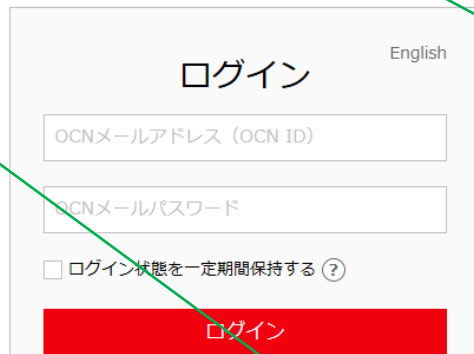 English
ログイン
OCNメールアドレス（OCN ID）
OCNメールパスワード
ログイン状態を一定期間保持する ?
ログイン